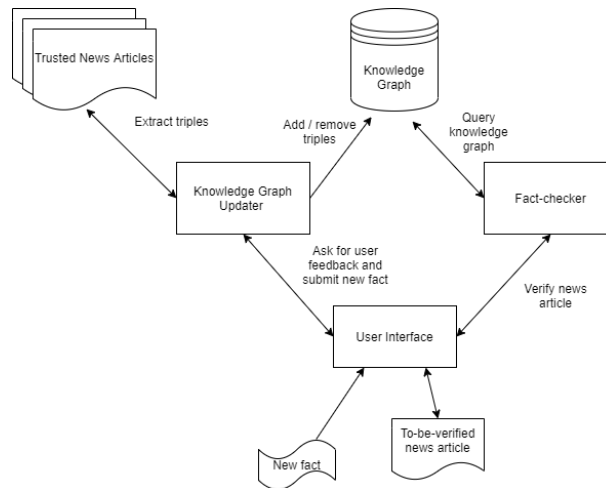 Trusted News Articles
Knowledge
Graph
Extract triples
Add / remove
triples
Query
knowledge
graph
Knowledge Graph
Updater
Fact-checker
Ask for user
feedback and
submit new fact
Verify news
article
User Interface
New fact
To-be-verified
news article